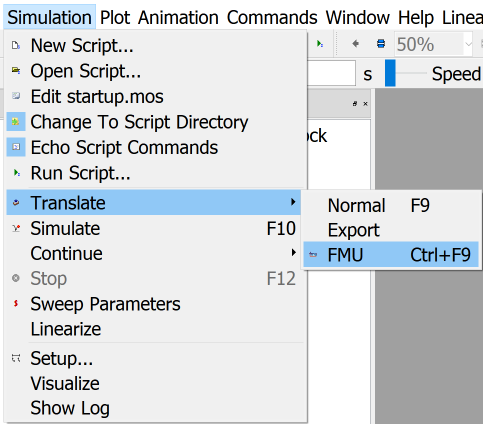 Simulation Plot Animation Commands Window Help Linea
New Script...
50%
Open Script...
s Speed
Edit startup.mos
Change To Script Directory
ock
Echo Script Commands
Run Script...
Translate
Normal F9
Simulate F10
Export
Continue
FMU Ctrl+F9
Stop F12
Sweep Parameters
Linearize
Setup...
Visualize
Show Log